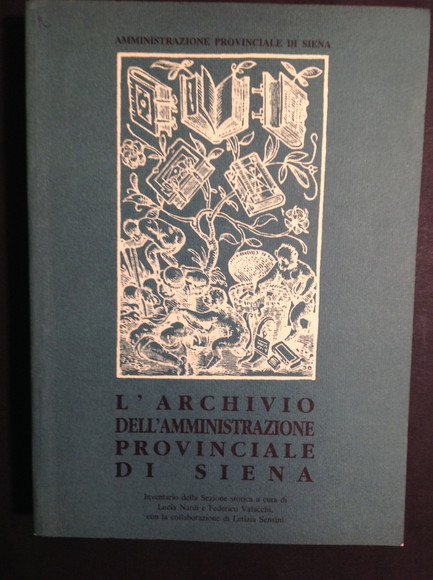 AMMINISTRAZIONE PROVINCIALE DI SIENA
L'ARCHIVIO
DELL'AMMINISTRAZIONE
PROVINCIALE
DI SIENA
Inventario della Sezione storica a cura di
Lucia Nardi e Federico Valacchi,
con la collaborazione di Letizia Semini